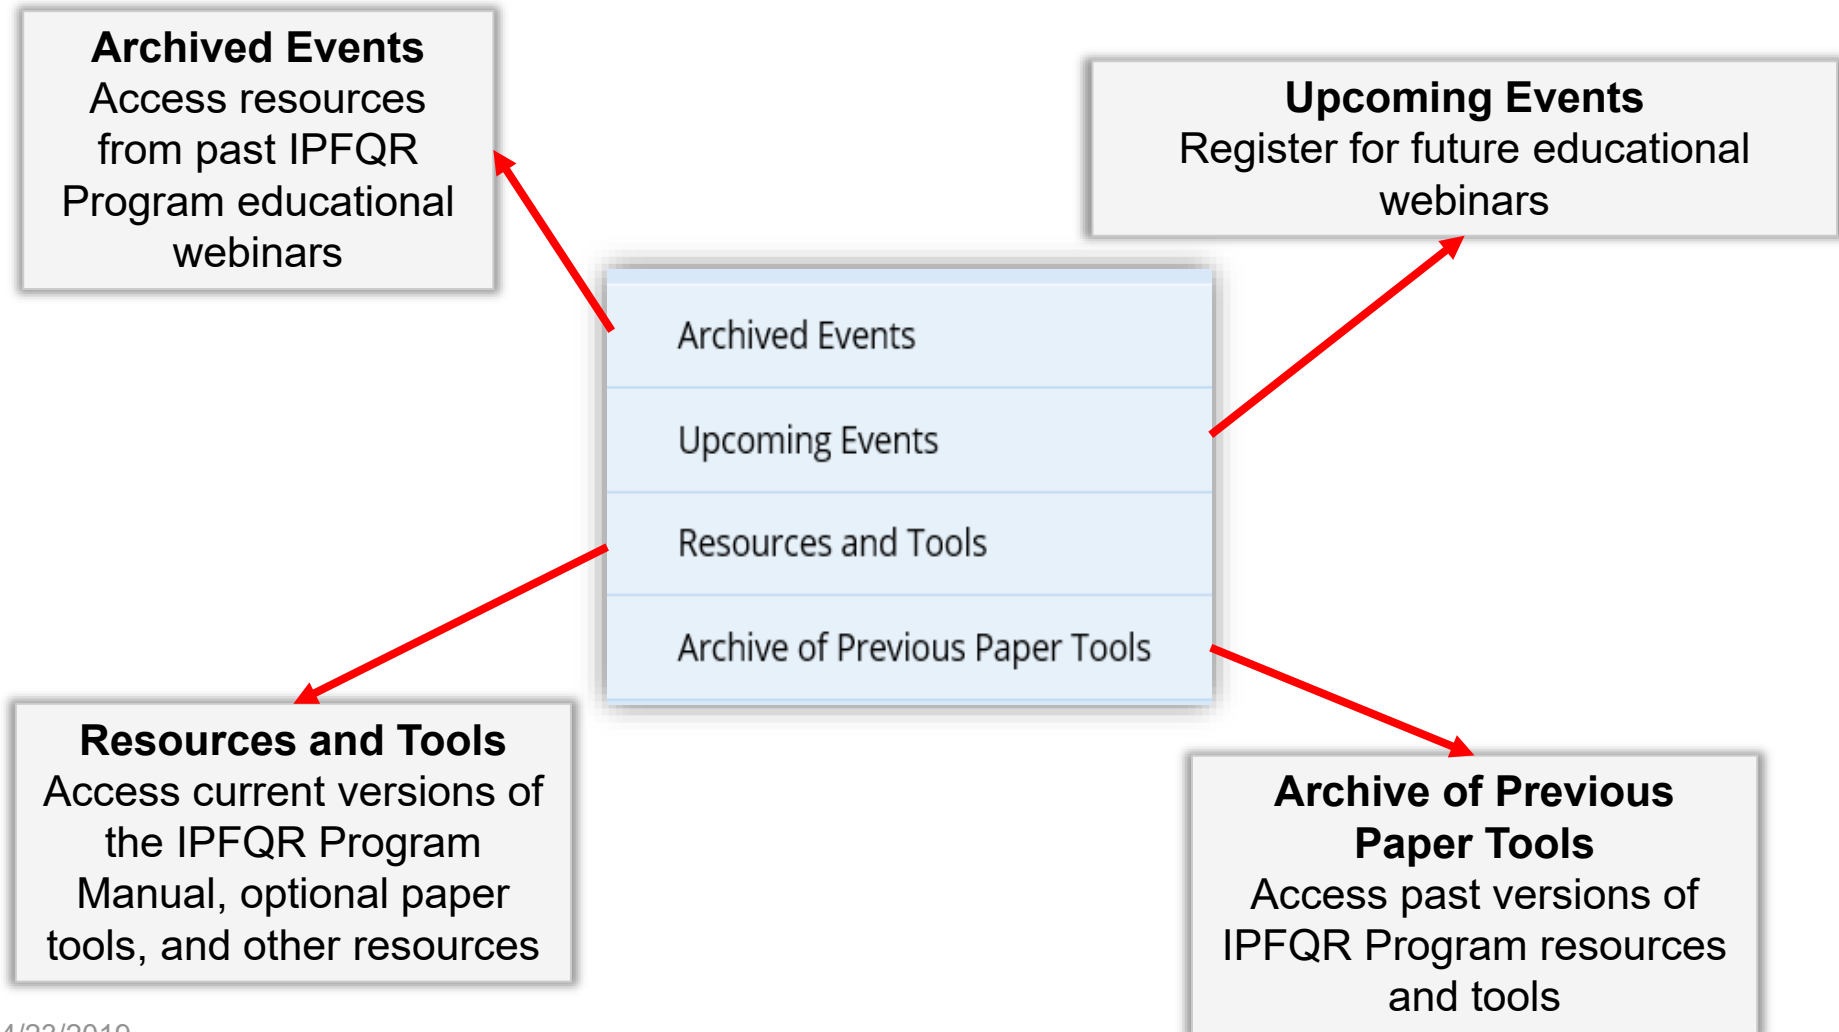 Archived Events
Access resources
from past IPFQR
Program educational
webinars
Upcoming Events
Register for future educational
webinars
Archived Events
Upcoming Events
Resources and Tools
Archive of Previous Paper Tools
Resources and Tools
Access current versions of
the IPFQR Program
Manual, optional paper
tools, and other resources
Archive of Previous
Paper Tools
Access past versions of
IPFQR Program resources
and tools
4/23/2019